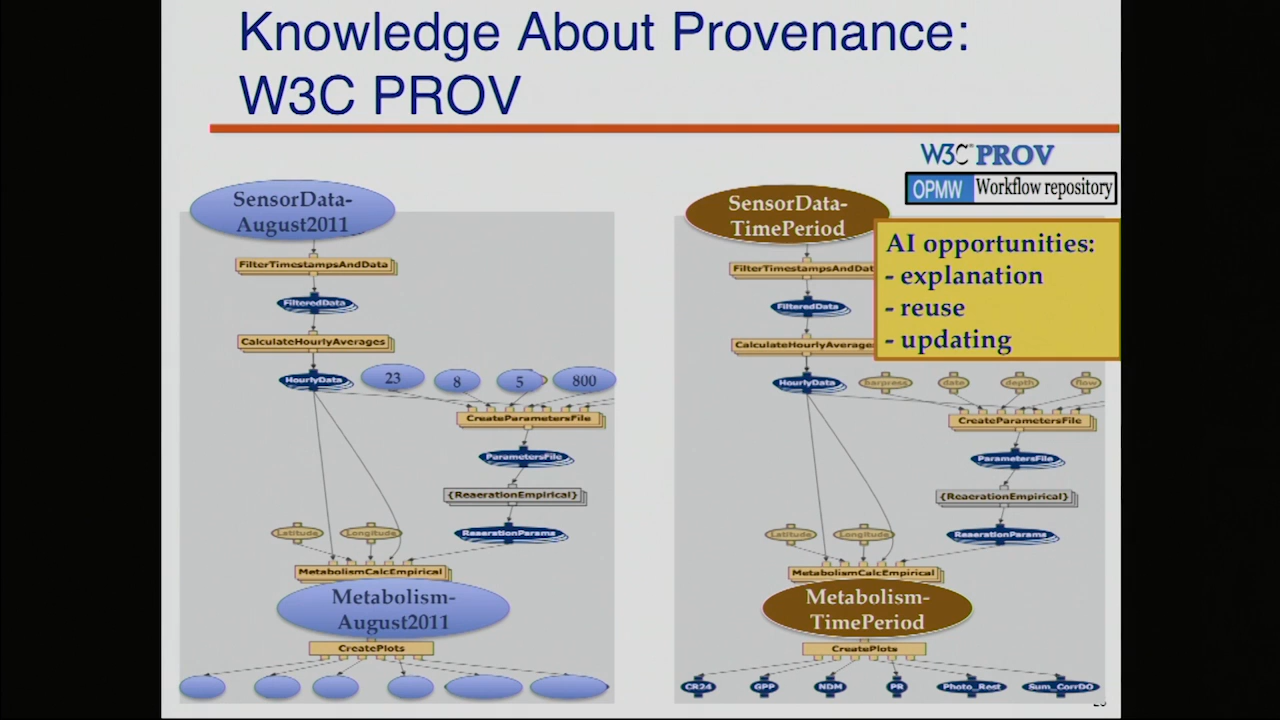 Knowledge About Provenance:
W3C PROV
W3C PROV
OPMW Workflow repository
SensorData-
August2011
FilterTimestampsAndData
FilteredData
CalculateHourlyAverages
HourlyData
23
8
5
800
CreateParametersFile
ParametersFile
{ReaerationEmpirical}
ReaerationParams
Latitude
Longitude
MetabolismCalcEmpirical
Metabolism-
August2011
CreatePlots
SensorData-
TimePeriod
FilterTimestampsAndDat
AI opportunities:
- explanation
- reuse
- updating
FilteredData
CalculateHourlyAverages
HourlyData
barpress
date
depth
flow
CreateParametersFile
ParametersFile
{ReaerationEmpirical}
ReaerationParams
Latitude
Longitude
MetabolismCalcEmpirical
Metabolism-
TimePeriod
CreatePlots
CR24
GPP
NDM
PR
Photo_Rest
Sum_CorrDO